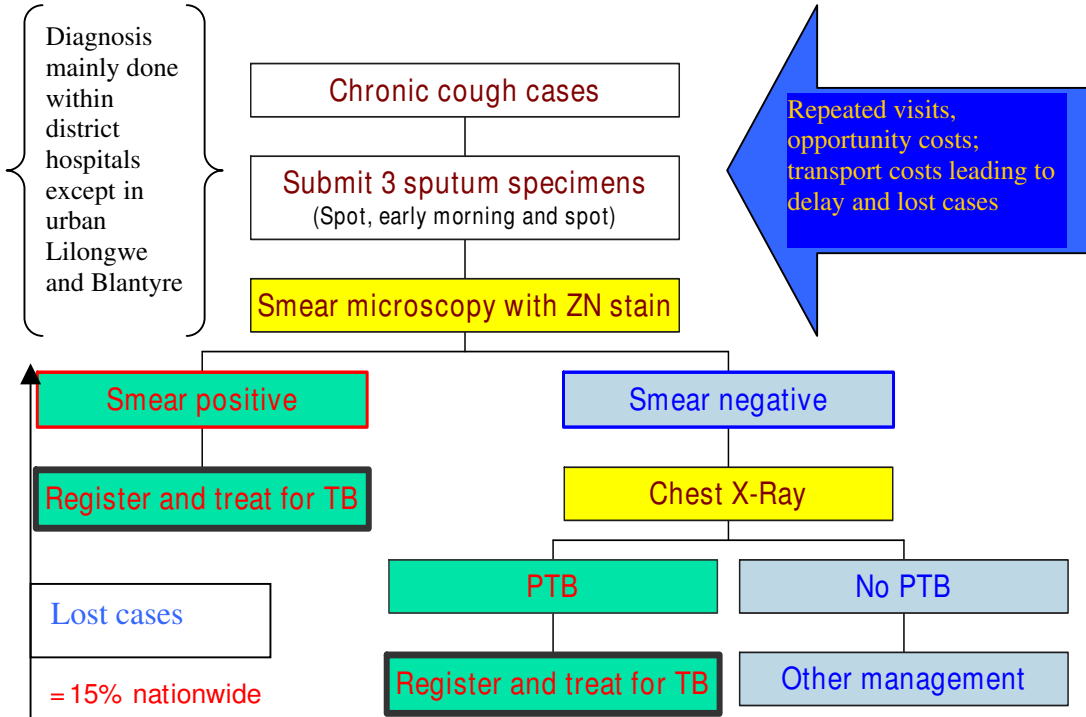 Diagnosis
mainly done
within
district
hospitals
except in
urban
Lilongwe
and Blantyre
Chronic cough cases
Submit 3 sputum specimens
(Spot, early morning and spot)
Smear microscopy with ZN stain
Repeated visits,
opportunity costs;
transport costs leading to
delay and lost cases
Smear positive
Smear negative
Register and treat for TB
Chest X-Ray
PTB
No PTB
Register and treat for TB
Other management
Lost cases
=15% nationwide